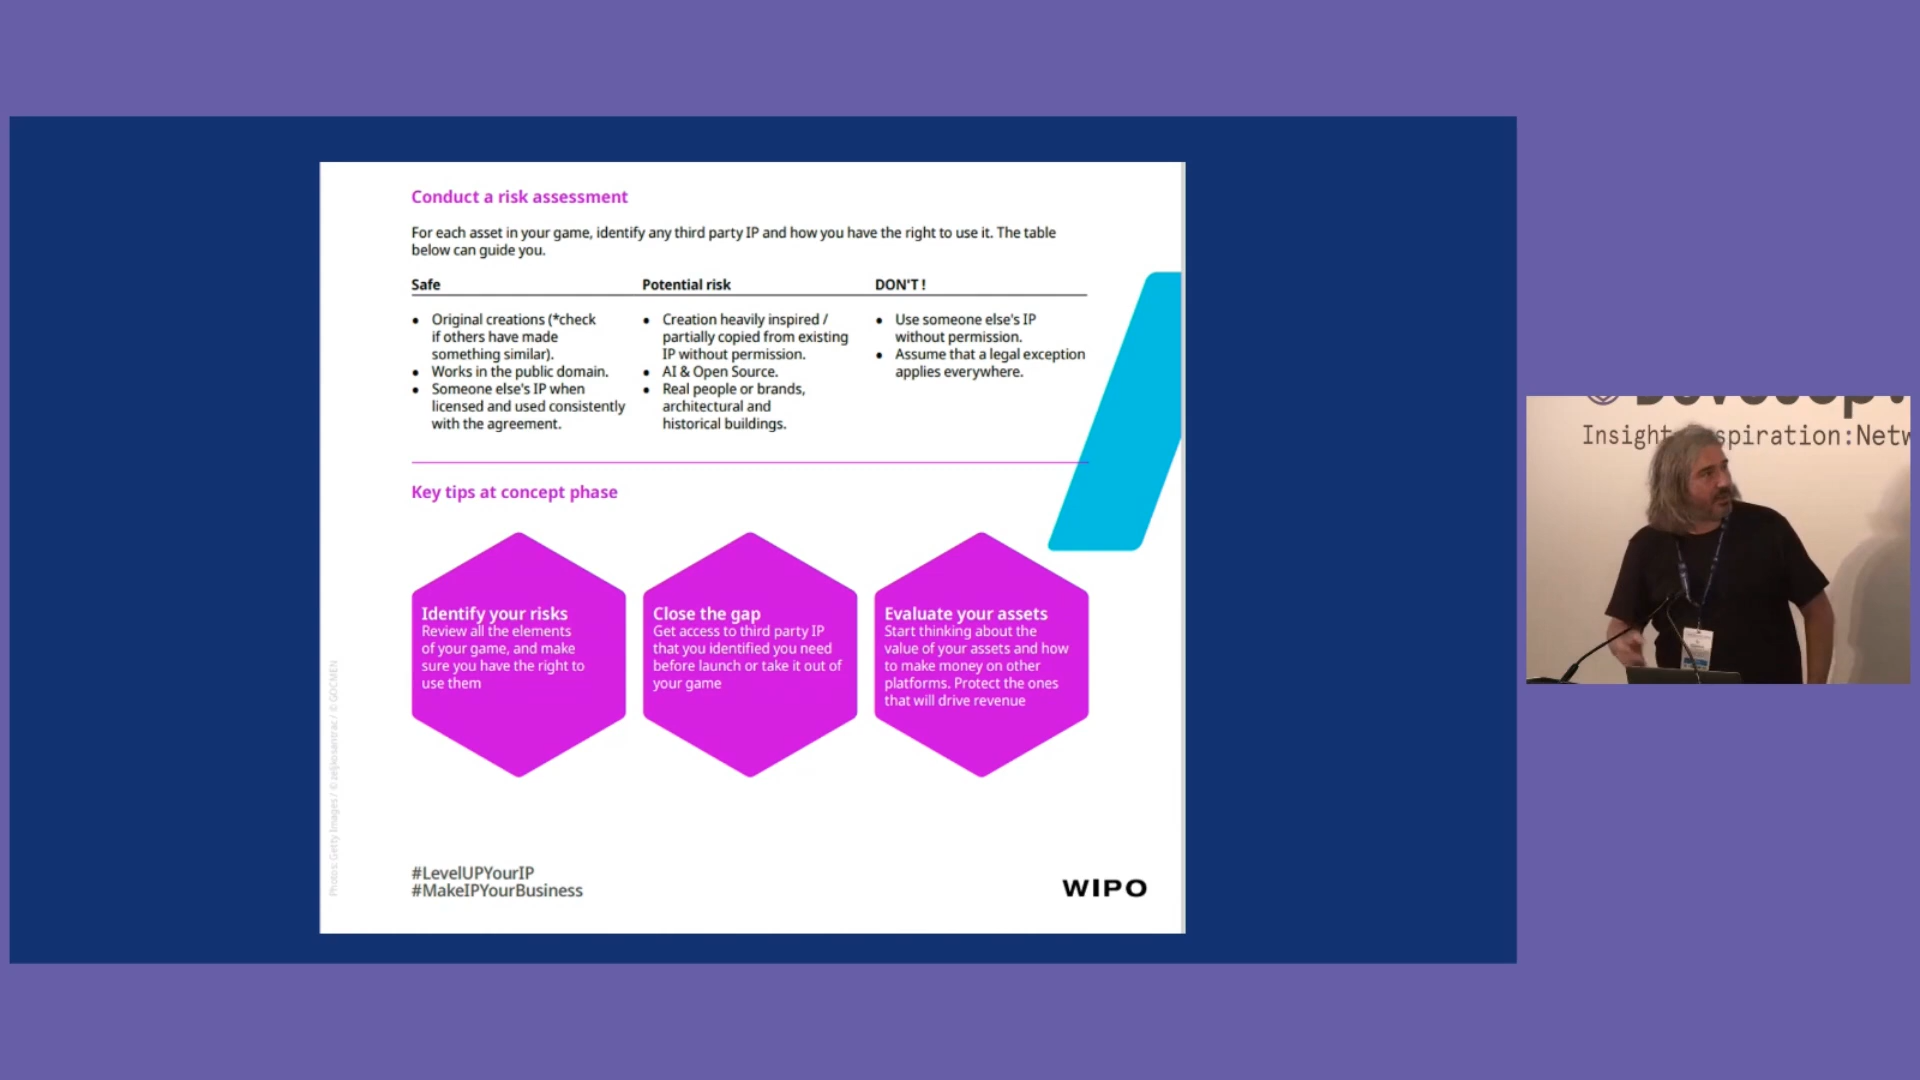 Conduct a risk assessment
For each asset in your game, identify any third party IP and how you have the right to use it. The table
below can guide you.
Safe
• Original creations (*check
if others have made
something similar).
• Works in the public domain.
• Someone else's IP when
licensed and used consistently
with the agreement.
Potential risk
• Creation heavily inspired /
partially copied from existing
IP without permission.
• AI & Open Source.
• Real people or brands,
architectural and
historical buildings.
DON'T !
• Use someone else's IP
without permission.
• Assume that a legal exception
applies everywhere.
Key tips at concept phase
Identify your risks
Review all the elements
of your game, and make
sure you have the right to
use them
Close the gap
Get access to third party IP
that you identified you need
before launch or take it out of
your game
Evaluate your assets
Start thinking about the
value of your assets and how
to make money on other
platforms. Protect the ones
that will drive revenue
Photos: Getty Images / © zeljkosantrac / © GOCMEN
#LevelUPYourIP
#MakeIPYourBusiness
WIPO
Develop:
Insight spiration:Netw